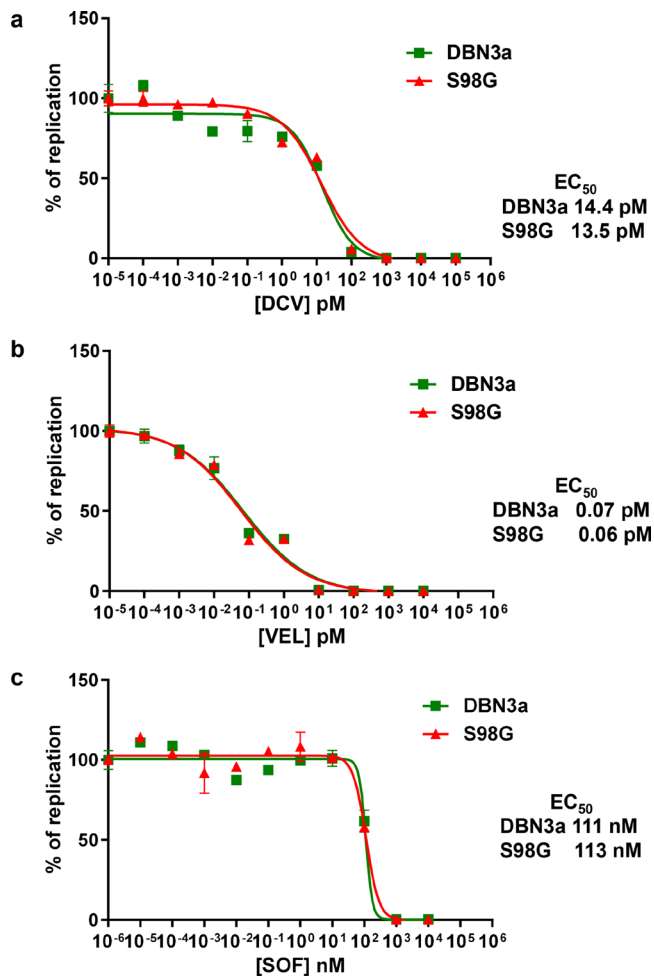 a
150
100
50
0
% of replication
DBN3a
S98G
EC₅₀
DBN3a 14.4 pM
S98G 13.5 pM
10⁻⁵ 10⁻⁴ 10⁻³ 10⁻² 10⁻¹ 10⁰ 10¹ 10² 10³ 10⁴ 10⁵ 10⁶
[DCV] pM
b
150
100
50
0
% of replication
DBN3a
S98G
EC₅₀
DBN3a 0.07 pM
S98G 0.06 pM
10⁻⁵ 10⁻⁴ 10⁻³ 10⁻² 10⁻¹ 10⁰ 10¹ 10² 10³ 10⁴ 10⁵ 10⁶
[VEL] pM
c
150
100
50
0
% of replication
DBN3a
S98G
EC₅₀
DBN3a 111 nM
S98G 113 nM
10⁻⁶ 10⁻⁵ 10⁻⁴ 10⁻³ 10⁻² 10⁻¹ 10⁰ 10¹ 10² 10³ 10⁴ 10⁵ 10⁶
[SOF] nM